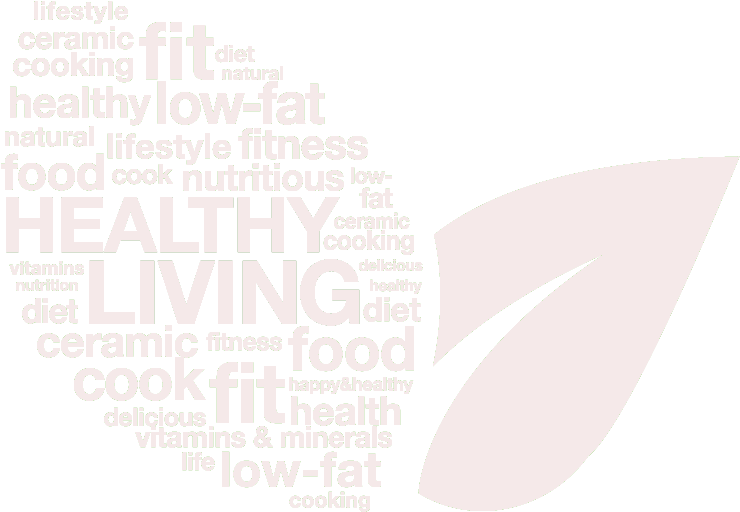 lifestyle
ceramic
cooking
fit
diet
natural
healthy
low-fat
natural
lifestyle
fitness
food
cook
nutritious
low-
fat
HEALTHY
ceramic
cooking
vitamins
nutrition
LIVING
delicious
healthy
diet
diet
ceramic
fitness
food
cook
fit
happy&healthy
health
delicious
vitamins & minerals
life
low-fat
cooking